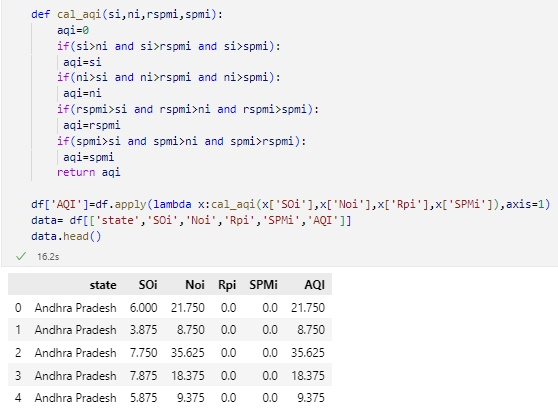 def cal_aqi(si,ni,rspmi,spmi):
aqi=0
if(si>ni and si>rspmi and si>spmi):
aqi=si
if(ni>si and ni>rspmi and ni>spmi):
aqi=ni
if(rspmi>si and rspmi>ni and rspmi>spmi):
aqi=rspmi
if(spmi>si and spmi>ni and spmi>rspmi):
aqi=spmi
return aqi
df['AQI']=df.apply(lambda x:cal_aqi(x['SOi'],x['Noi'],x['Rpi'],x['SPMi']),axis=1)
data= df[['state','SOi','Noi','Rpi','SPMi','AQI']]
data.head()
16.2s
state SOi Noi Rpi SPMi AQI
0 Andhra Pradesh 6.000 21.750 0.0 0.0 21.750
1 Andhra Pradesh 3.875 8.750 0.0 0.0 8.750
2 Andhra Pradesh 7.750 35.625 0.0 0.0 35.625
3 Andhra Pradesh 7.875 18.375 0.0 0.0 18.375
4 Andhra Pradesh 5.875 9.375 0.0 0.0 9.375